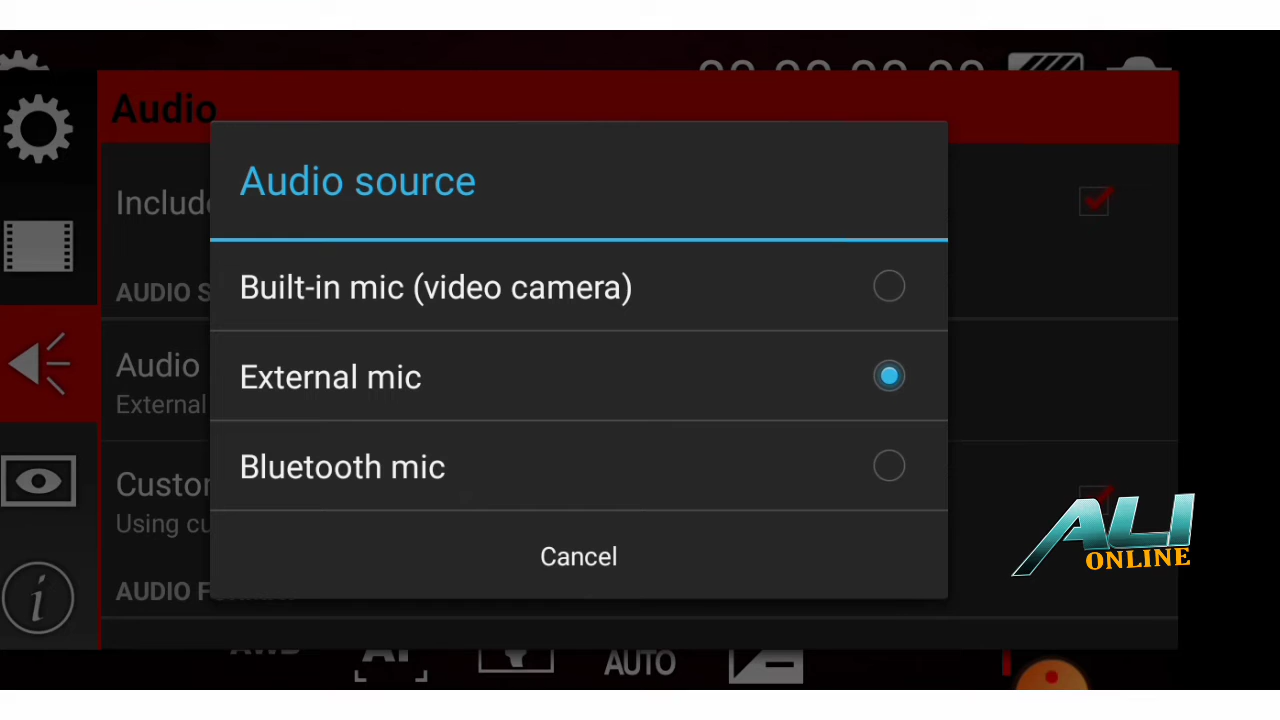 Audio
Audio source
Include
Built-in mic (video camera)
AUDIO S
Audio
External mic
External
Bluetooth mic
Custo
Using cu
Cancel
AUDIO F
ALI
ONLINE
AUTO